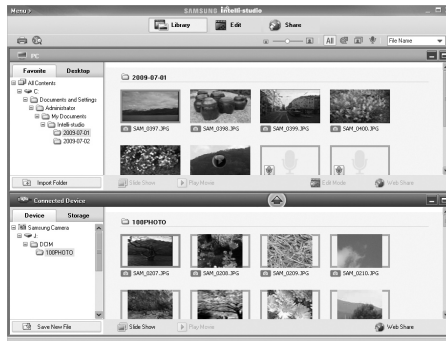 Menu
SAMSUNG intelli-studio
Library Edit Share
All File Name
PC
Favorite Desktop
All Contents
C:
Documents and Settings
Administrator
My Documents
Intelli-studio
2009-07-01
2009-07-02
Import Folder
2009-07-01
SAM_0397.JPG SAM_0398.JPG SAM_0399.JPG SAM_0400.JPG
Slide Show Play Movie Edit Mode Web Share
Connected Device
Device Storage
Samsung Camera
J:
DCIM
100PHOTO
Save New File
100PHOTO
SAM_0207.JPG SAM_0208.JPG SAM_0209.JPG SAM_0210.JPG
Slide Show Play Movie Web Share